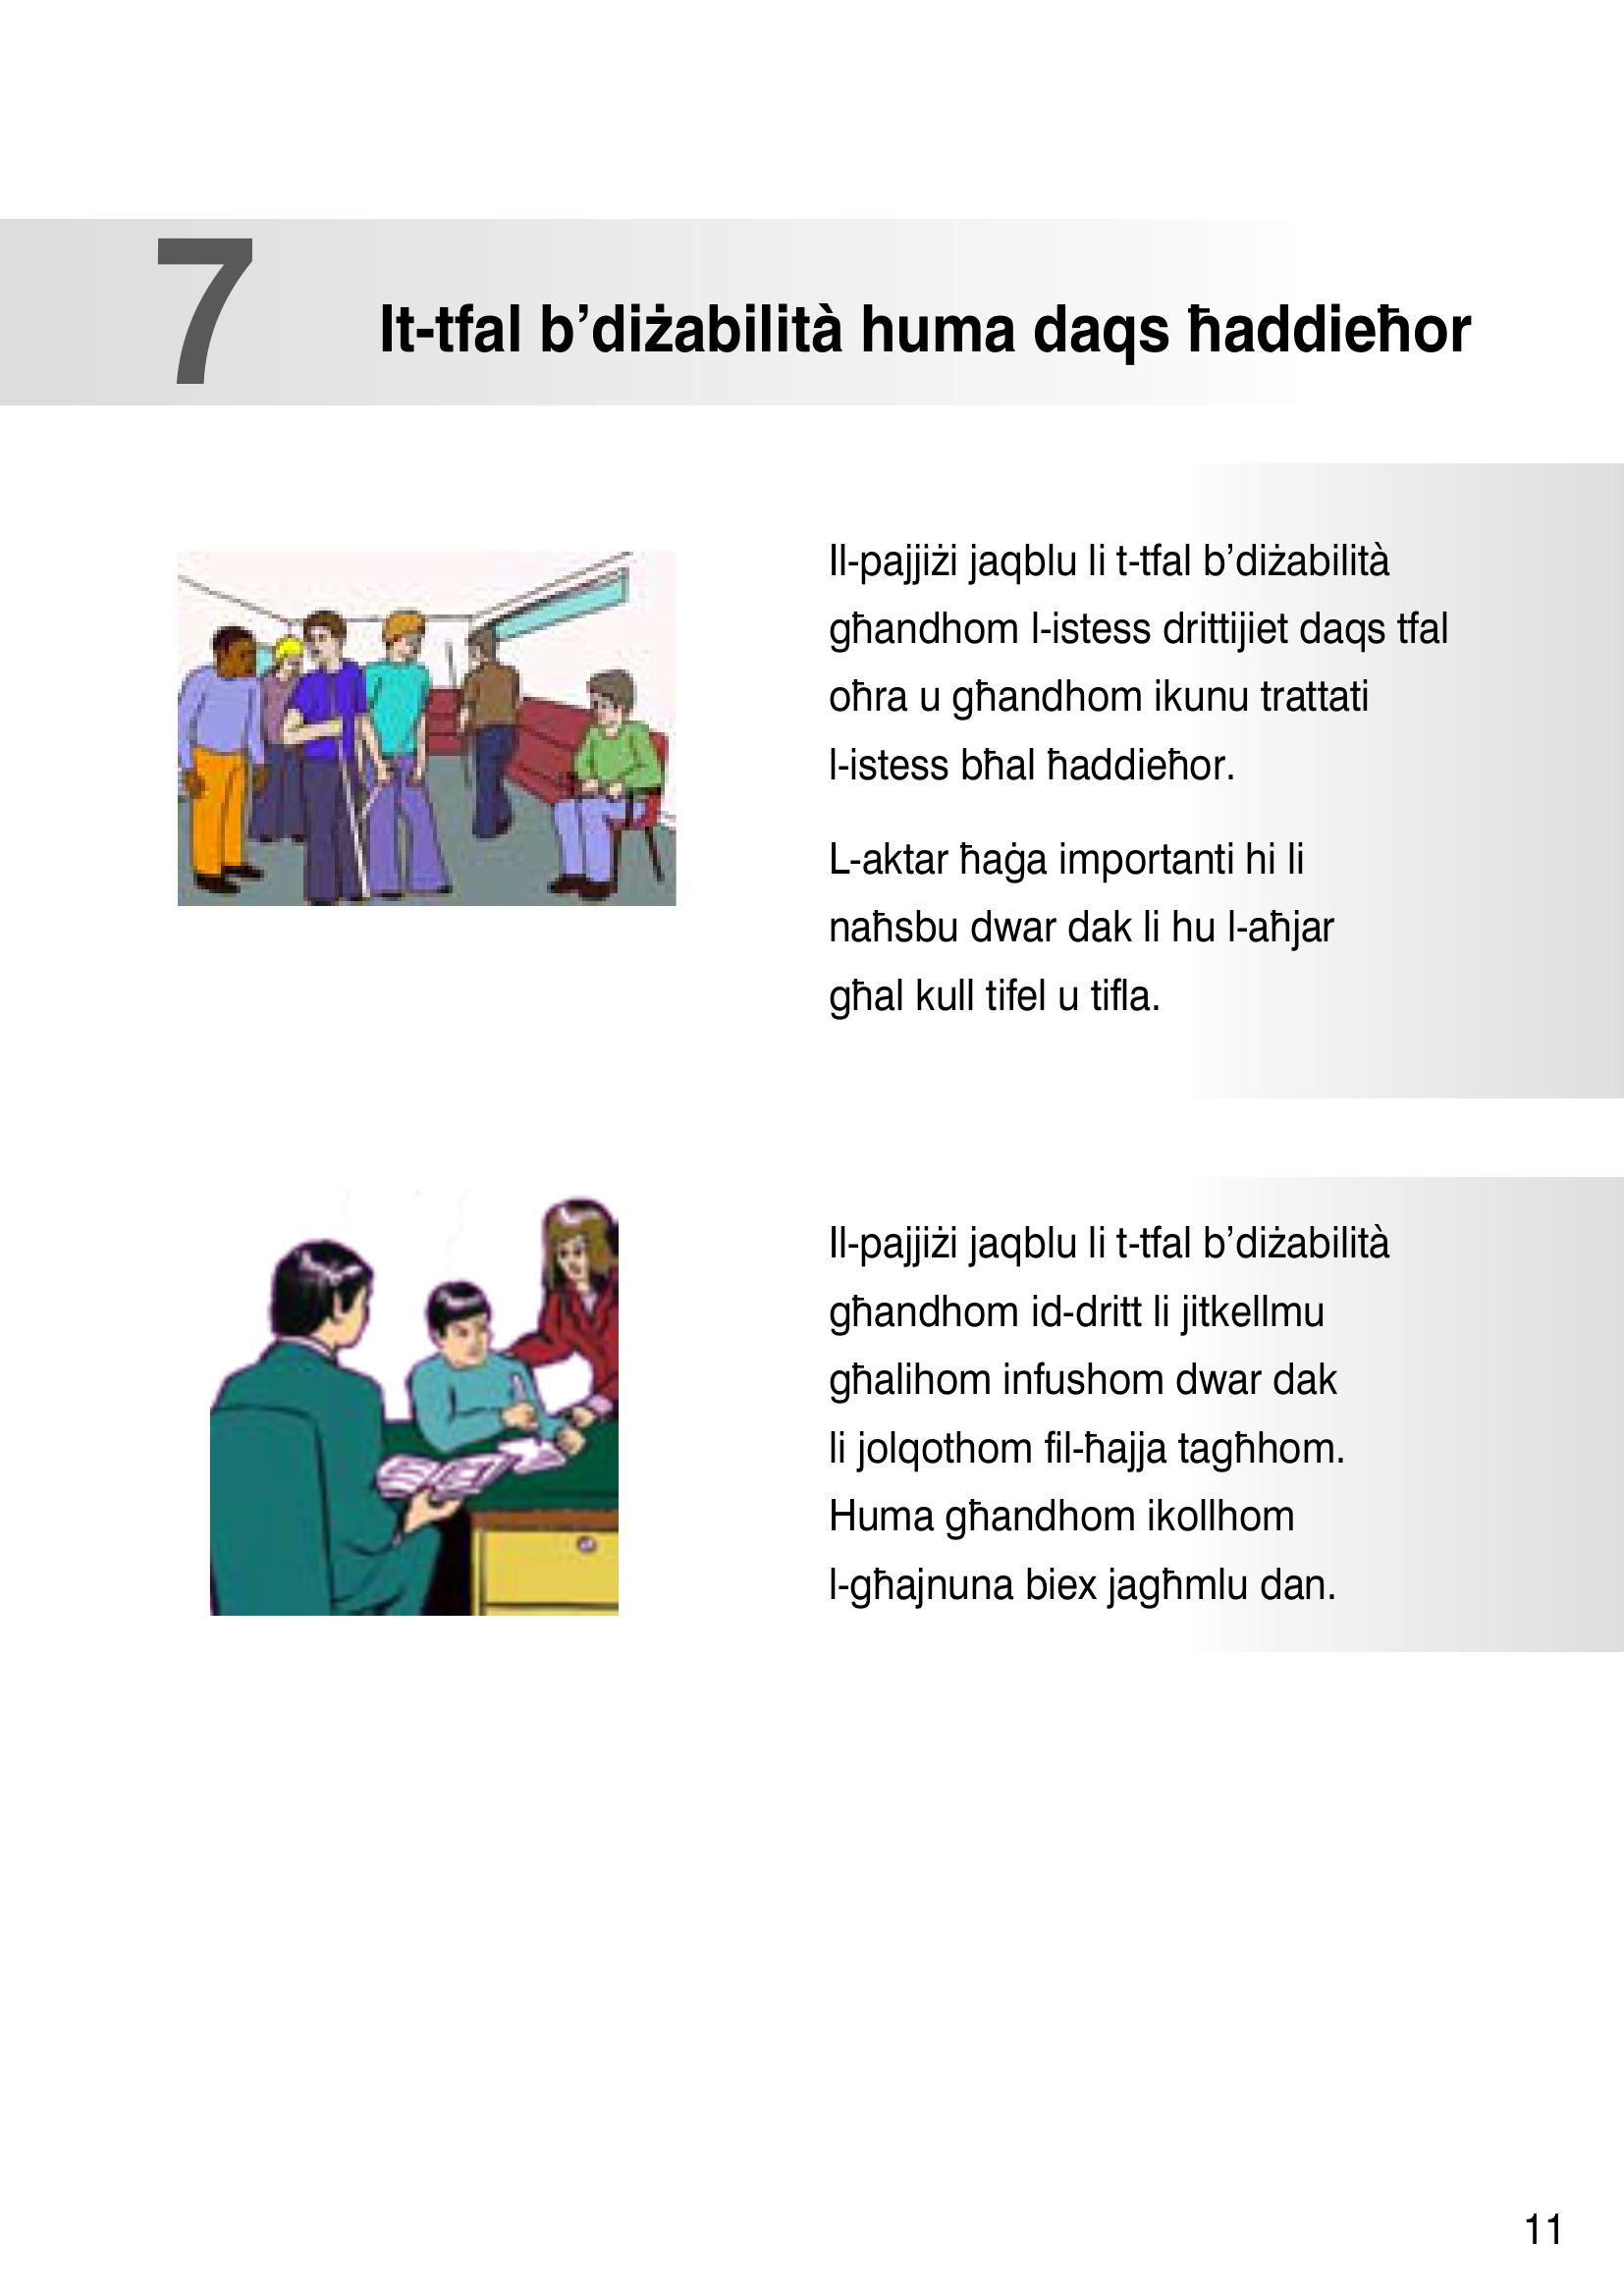 7
It-tfal b’diżabilità huma daqs ħaddieħor
Il-pajjiżi jaqblu li t-tfal b’diżabilità
għandhom l-istess drittijiet daqs tfal
oħra u għandhom ikunu trattati
l-istess bħal ħaddieħor.
L-aktar ħaġa importanti hi li
naħsbu dwar dak li hu l-aħjar
għal kull tifel u tifla.
Il-pajjiżi jaqblu li t-tfal b’diżabilità
għandhom id-dritt li jitkellmu
għalihom infushom dwar dak
li jolqothom fil-ħajja tagħhom.
Huma għandhom ikollhom
l-għajnuna biex jagħmlu dan.
11